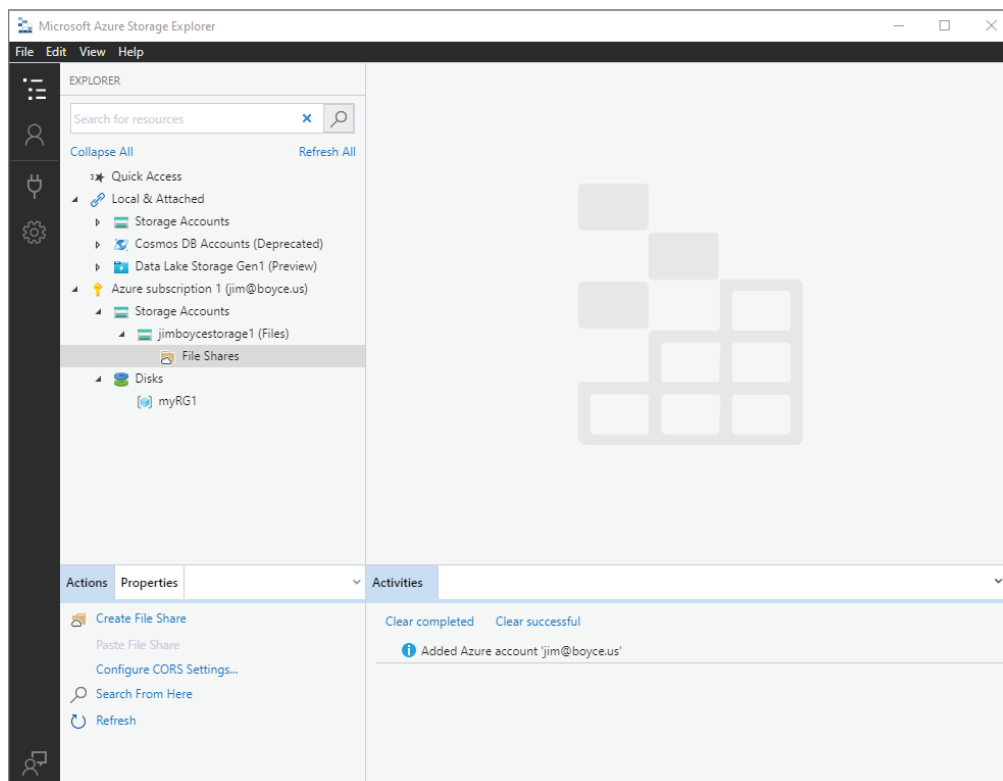 Microsoft Azure Storage Explorer
File Edit View Help
EXPLORER
Search for resources
Collapse All Refresh All
Quick Access
Local & Attached
Storage Accounts
Cosmos DB Accounts (Deprecated)
Data Lake Storage Gen1 (Preview)
Azure subscription 1 (jim@boyce.us)
Storage Accounts
jimboycestorage1 (Files)
File Shares
Disks
myRG1
Actions Properties
Create File Share
Paste File Share
Configure CORS Settings...
Search From Here
Refresh
Activities
Clear completed Clear successful
Added Azure account 'jim@boyce.us'